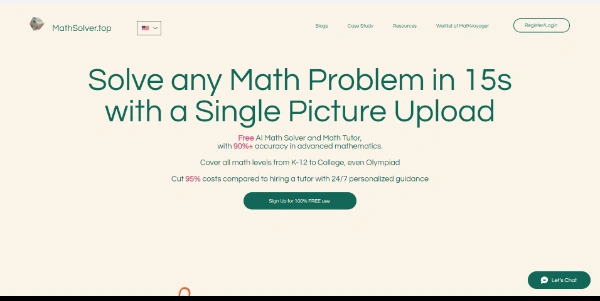 MathSolver.top
Blogs
Case Study
Resources
Waitlist of MathVoyager
Register/Login
Solve any Math Problem in 15s
with a Single Picture Upload
Free AI Math Solver and Math Tutor,
with 90%+ accuracy in advanced mathematics.
Cover all math levels from K-12 to College, even Olympiad
Cut 95% costs compared to hiring a tutor with 24/7 personalized guidance
Sign Up for 100% FREE use
Let's Chat